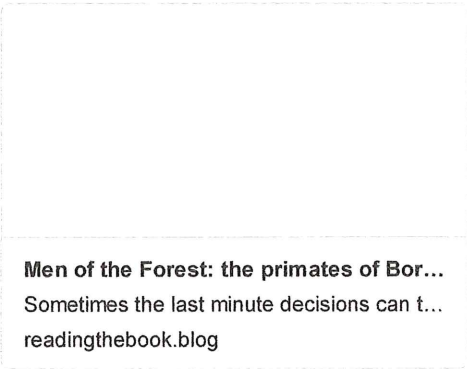 Men of the Forest: the primates of Bor...
Sometimes the last minute decisions can t...
readingthebook.blog